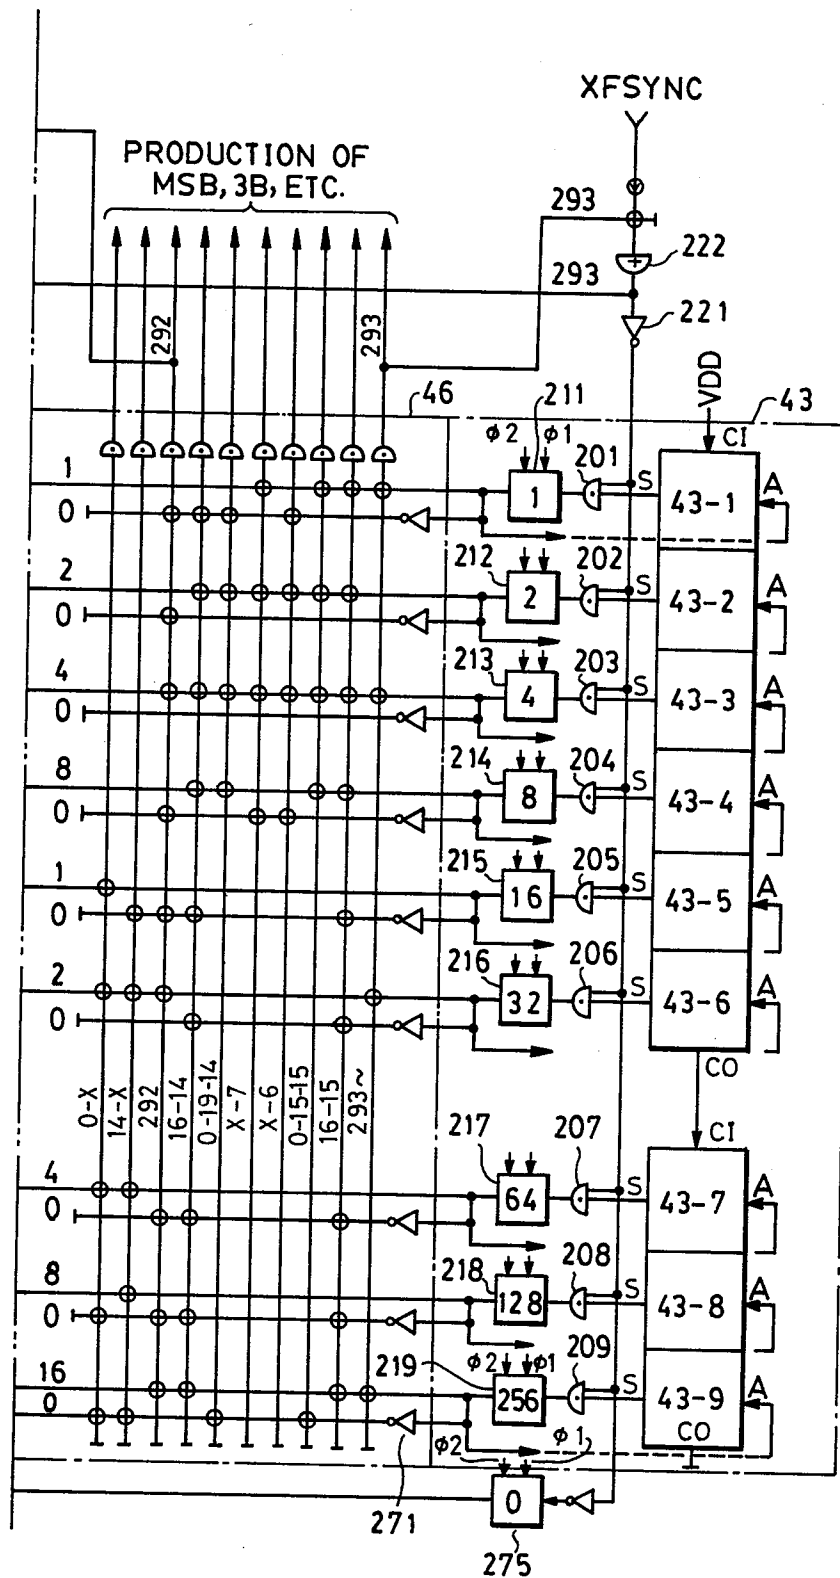 XFSYNC
PRODUCTION OF
MSB, 3B, ETC.
293
222
293
221
292
293
VDD
46
211
43
φ2 φ1
201
CI
1
1
S
43-1
A
0
212
202
2
2
S
43-2
A
0
213
203
4
4
S
43-3
A
0
214
204
8
8
S
43-4
A
0
215
205
1
16
S
43-5
A
0
216
206
2
32
S
43-6
A
0
CO
0-X
14-X
292
16-14
0-19-14
X-7
X-6
0-15-15
16-15
293~
217
207
CI
4
64
S
43-7
A
0
218
208
8
128
S
43-8
A
0
219
φ2 φ1
209
16
256
S
43-9
A
0
CO
φ2
φ1
271
0
275